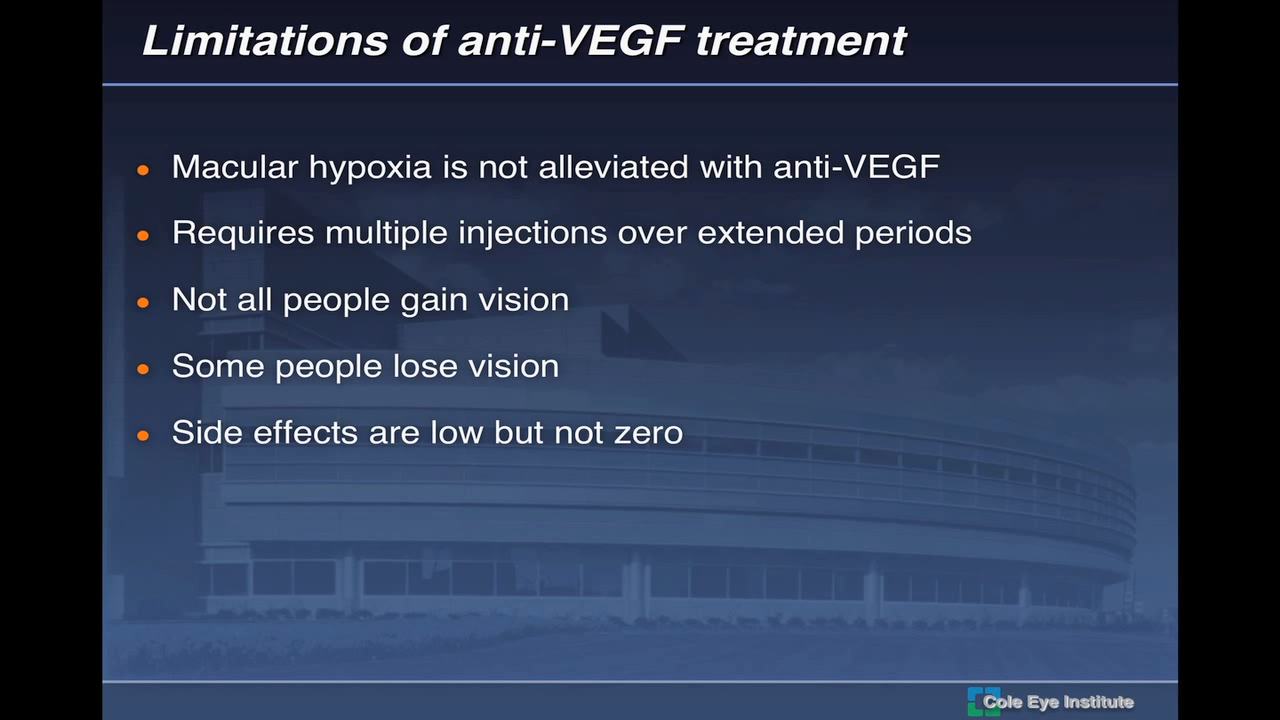 Limitations of anti-VEGF treatment
• Macular hypoxia is not alleviated with anti-VEGF
• Requires multiple injections over extended periods
• Not all people gain vision
• Some people lose vision
• Side effects are low but not zero
Cole Eye Institute